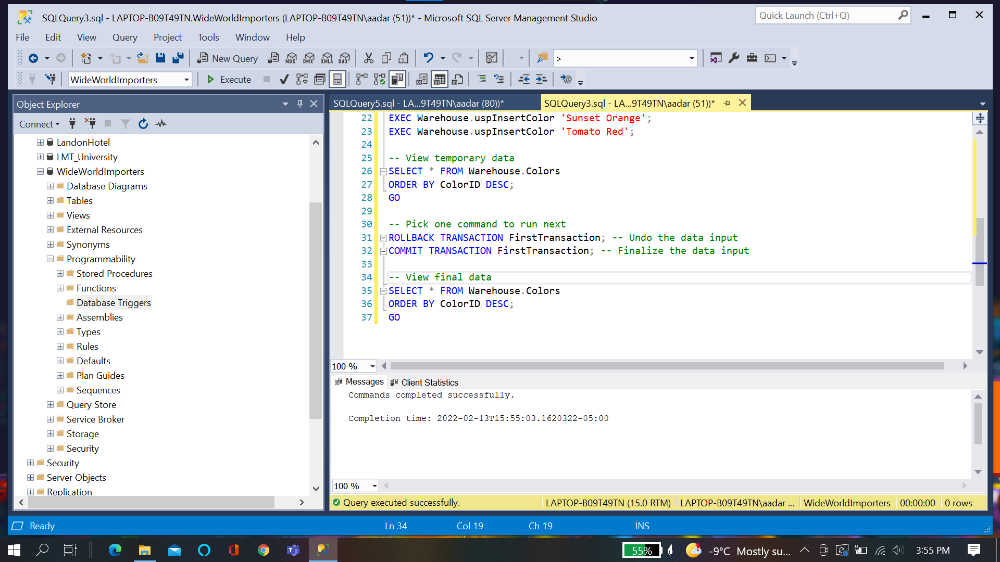 SQLQuery3.sql - LAPTOP-B09T49TN.WideWorldImporters (LAPTOP-B09T49TN\aadar (51))* - Microsoft SQL Server Management Studio
Quick Launch (Ctrl+Q)
File Edit View Query Project Tools Window Help
New Query MDX DMX XMLA DAX >
WideWorldImporters Execute
Object Explorer
Connect
LandonHotel
LMT_University
WideWorldImporters
Database Diagrams
Tables
Views
External Resources
Synonyms
Programmability
Stored Procedures
Functions
Database Triggers
Assemblies
Types
Rules
Defaults
Plan Guides
Sequences
Query Store
Service Broker
Storage
Security
Security
Server Objects
Replication
SQLQuery5.sql - LA...9T49TN\aadar (80))* SQLQuery3.sql - LA...9T49TN\aadar (51))*
22 EXEC Warehouse.uspInsertColor 'Sunset Orange';
23 EXEC Warehouse.uspInsertColor 'Tomato Red';
24
25 -- View temporary data
26 SELECT * FROM Warehouse.Colors
27 ORDER BY ColorID DESC;
28 GO
29
30 -- Pick one command to run next
31 ROLLBACK TRANSACTION FirstTransaction; -- Undo the data input
32 COMMIT TRANSACTION FirstTransaction; -- Finalize the data input
33
34 -- View final data
35 SELECT * FROM Warehouse.Colors
36 ORDER BY ColorID DESC;
37 GO
100 %
Messages Client Statistics
Commands completed successfully.
Completion time: 2022-02-13T15:55:03.1620322-05:00
100 %
Query executed successfully. LAPTOP-B09T49TN (15.0 RTM) LAPTOP-B09T49TN\aadar ... WideWorldImporters 00:00:00 0 rows
Ready Ln 34 Col 19 Ch 19 INS
55% -9°C Mostly su... 3:55 PM